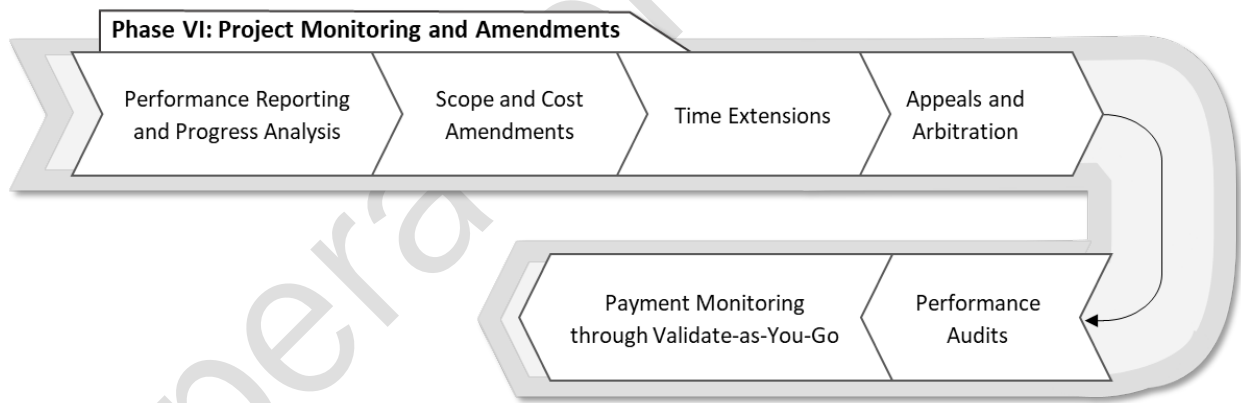 Phase VI: Project Monitoring and Amendments
Performance Reporting
and Progress Analysis
Scope and Cost
Amendments
Time Extensions
Appeals and
Arbitration
Performance
Audits
Payment Monitoring
through Validate-as-You-Go